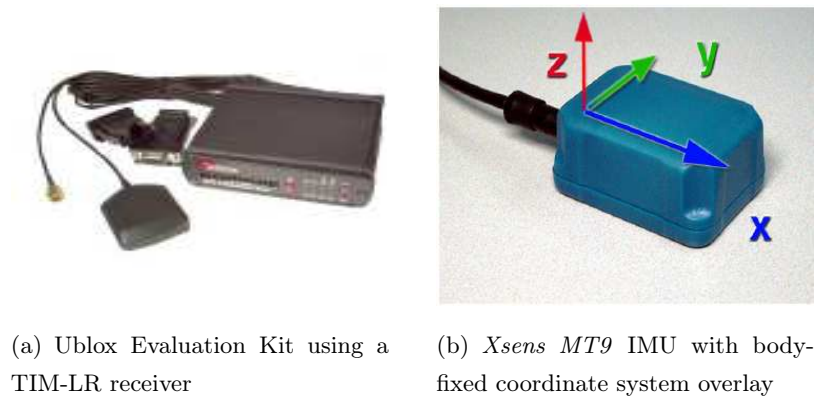 z
y
x
(a) Ublox Evaluation Kit using a
TIM-LR receiver
(b) Xsens MT9 IMU with body-
fixed coordinate system overlay